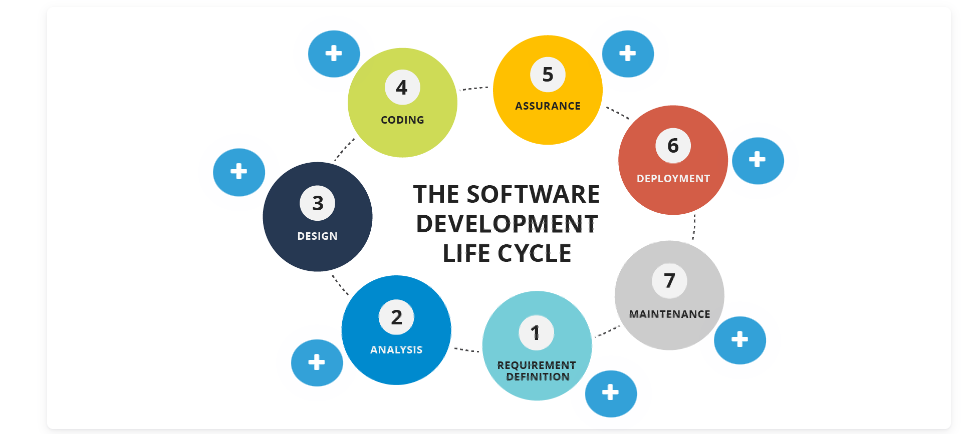 THE SOFTWARE
DEVELOPMENT
LIFE CYCLE
1
REQUIREMENT
DEFINITION
2
ANALYSIS
3
DESIGN
4
CODING
5
ASSURANCE
6
DEPLOYMENT
7
MAINTENANCE